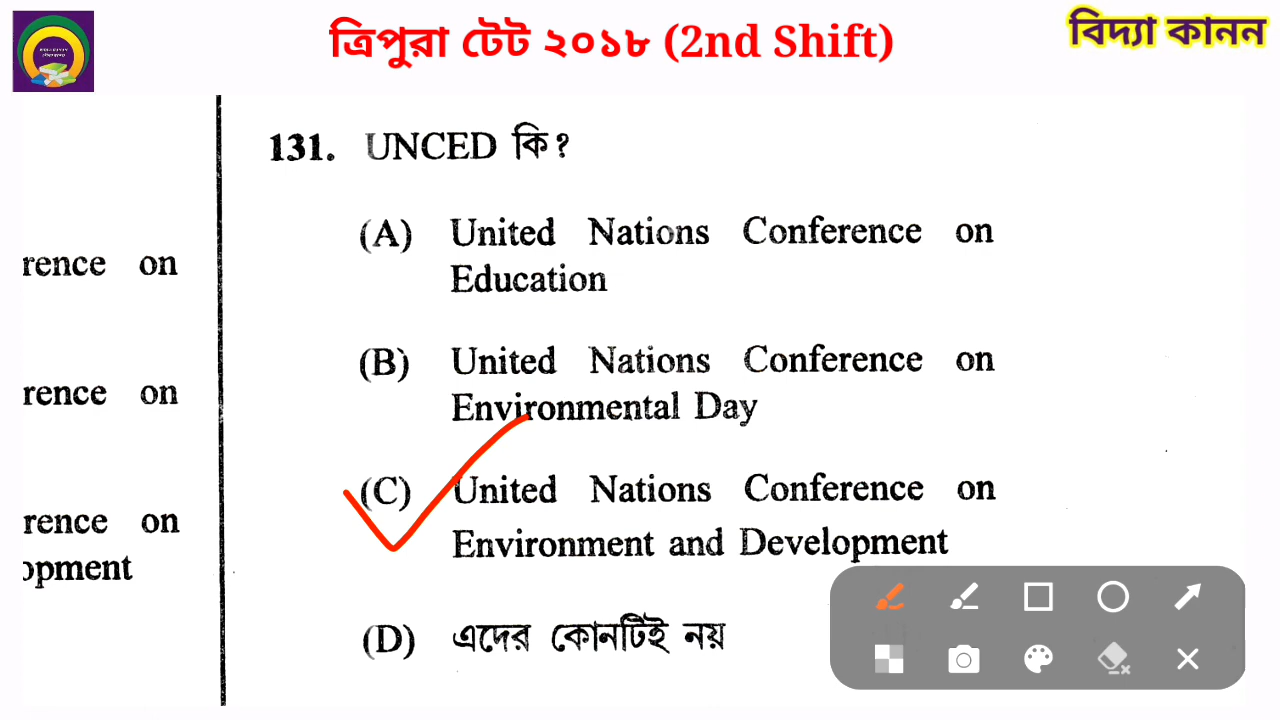 ত্রিপুরা টেট ২০১৮ (2nd Shift)
বিদ্যা কানন
rence on
rence on
rence on
opment
131. UNCED কি?
(A) United Nations Conference on
Education
(B) United Nations Conference on
Environmental Day
(C) United Nations Conference on
Environment and Development
(D) এদের কোনটিই নয়